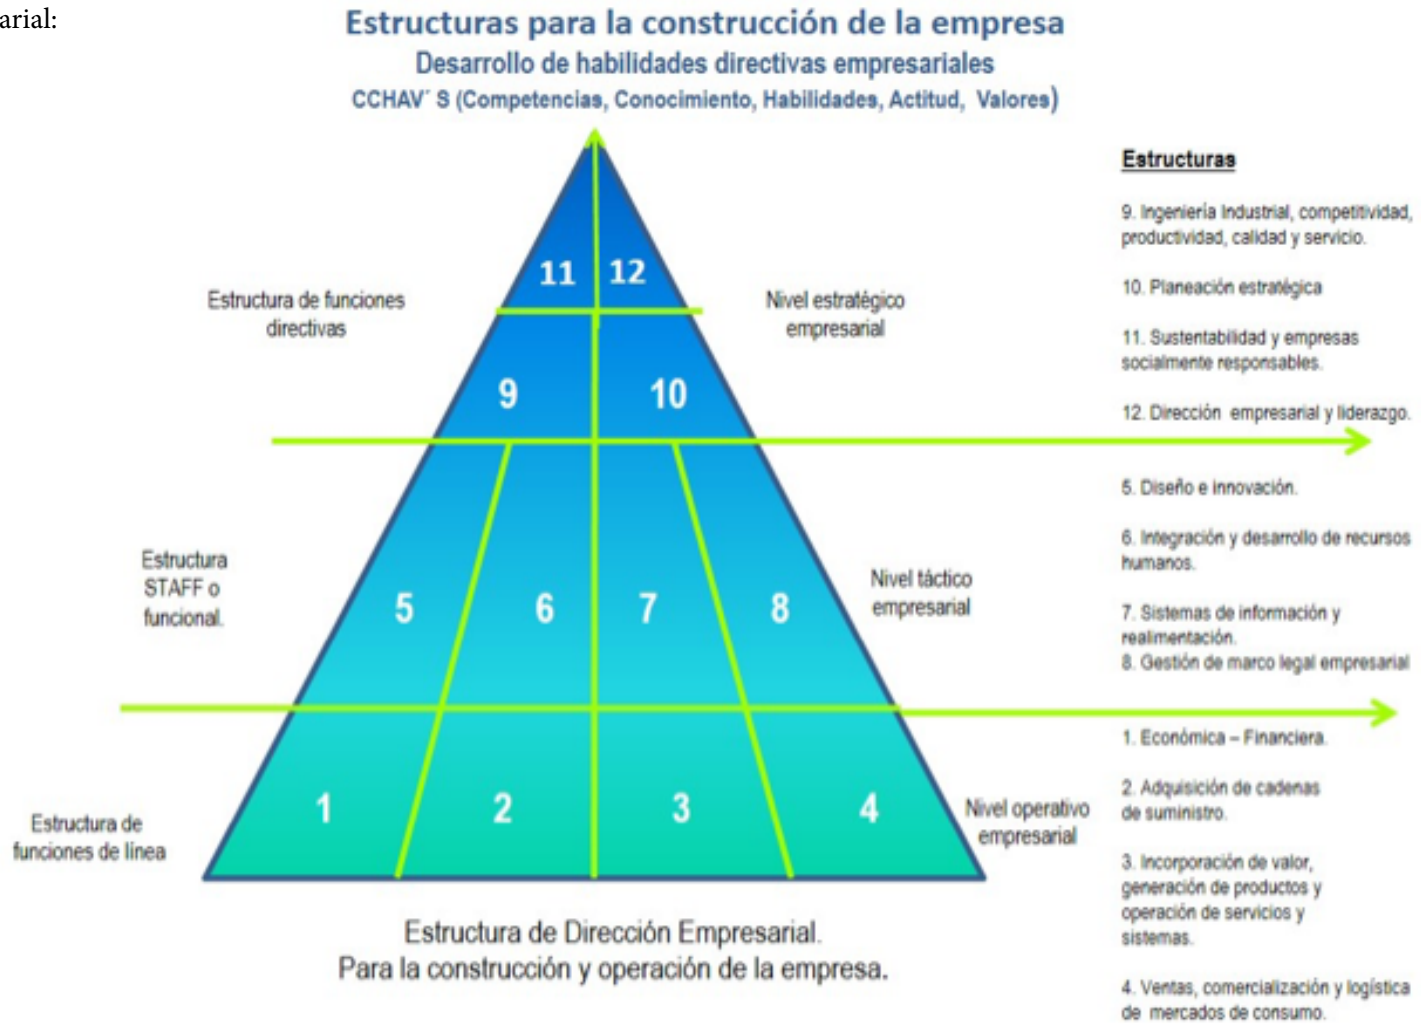 arial:
Estructuras para la construcción de la empresa
Desarrollo de habilidades directivas empresariales
CCHAV´ S (Competencias, Conocimiento, Habilidades, Actitud, Valores)
Estructuras
9. Ingeniería Industrial, competitividad,
productividad, calidad y servicio.
10. Planeación estratégica
11. Sustentabilidad y empresas
socialmente responsables.
12. Dirección empresarial y liderazgo.
11
12
Estructura de funciones
directivas
Nivel estratégico
empresarial
9
10
5. Diseño e innovación.
6. Integración y desarrollo de recursos
humanos.
7. Sistemas de información y
realimentación.
8. Gestión de marco legal empresarial
Estructura
STAFF o
funcional.
5
6
7
8
Nivel táctico
empresarial
1. Económica – Financiera.
2. Adquisición de cadenas
de suministro.
3. Incorporación de valor,
generación de productos y
operación de servicios y
sistemas.
4. Ventas, comercialización y logística
de mercados de consumo.
Estructura de
funciones de línea
1
2
3
4
Nivel operativo
empresarial
Estructura de Dirección Empresarial.
Para la construcción y operación de la empresa.